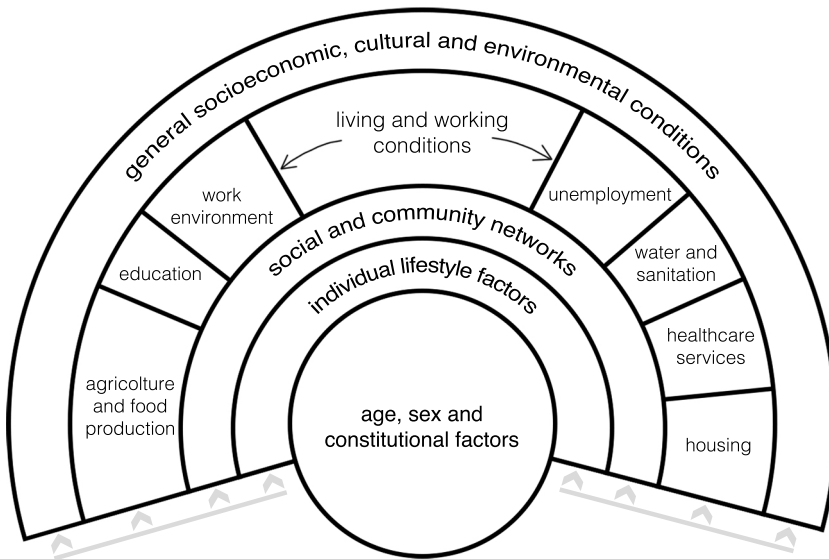 general socioeconomic, cultural and environmental conditions
living and working
conditions
work
environment
unemployment
education
water and
sanitation
social and community networks
individual lifestyle factors
healthcare
services
agricolture
and food
production
age, sex and
constitutional factors
housing